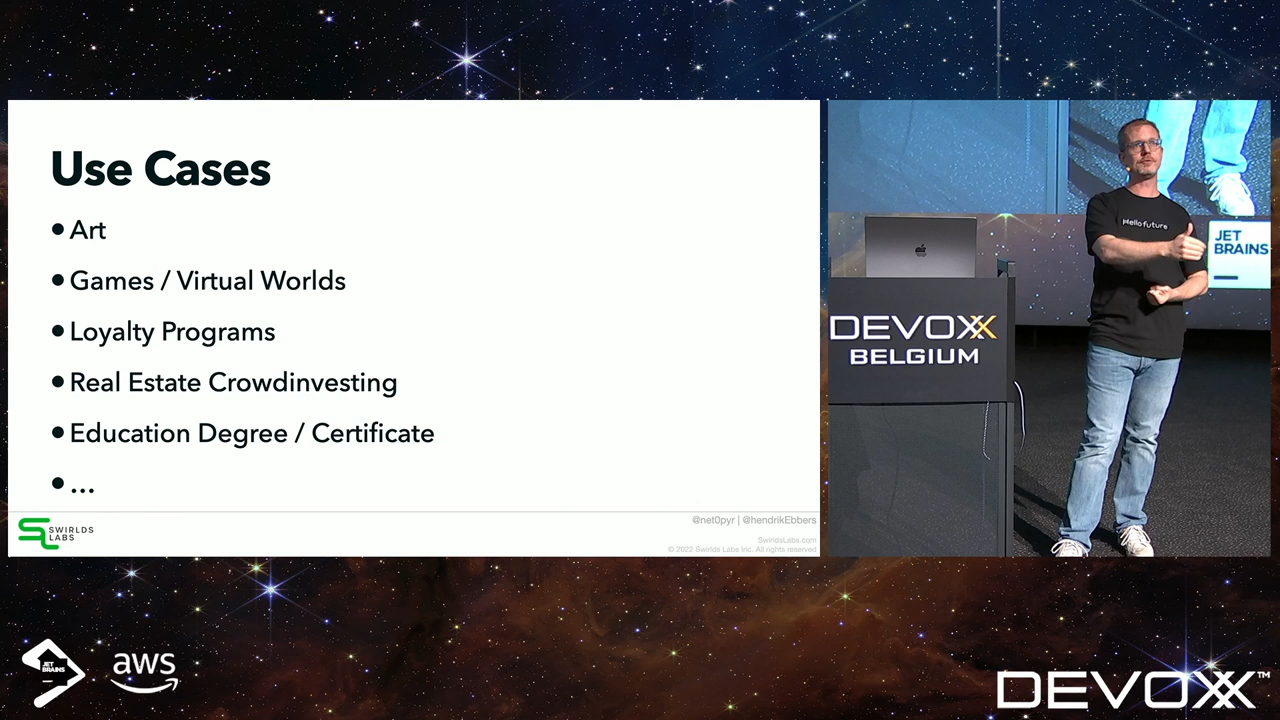 Use Cases
• Art
• Games / Virtual Worlds
• Loyalty Programs
• Real Estate Crowdinvesting
• Education Degree / Certificate
• ...
SWIRLDS
LABS
@net0pyr | @hendrikEbbers
SwirldsLabs.com
© 2022 Swirlds Labs Inc. All rights reserved
Hello future
JET
BRAINS
DEVOXX
BELGIUM
JET
BRAINS
aws
DEVOXX™